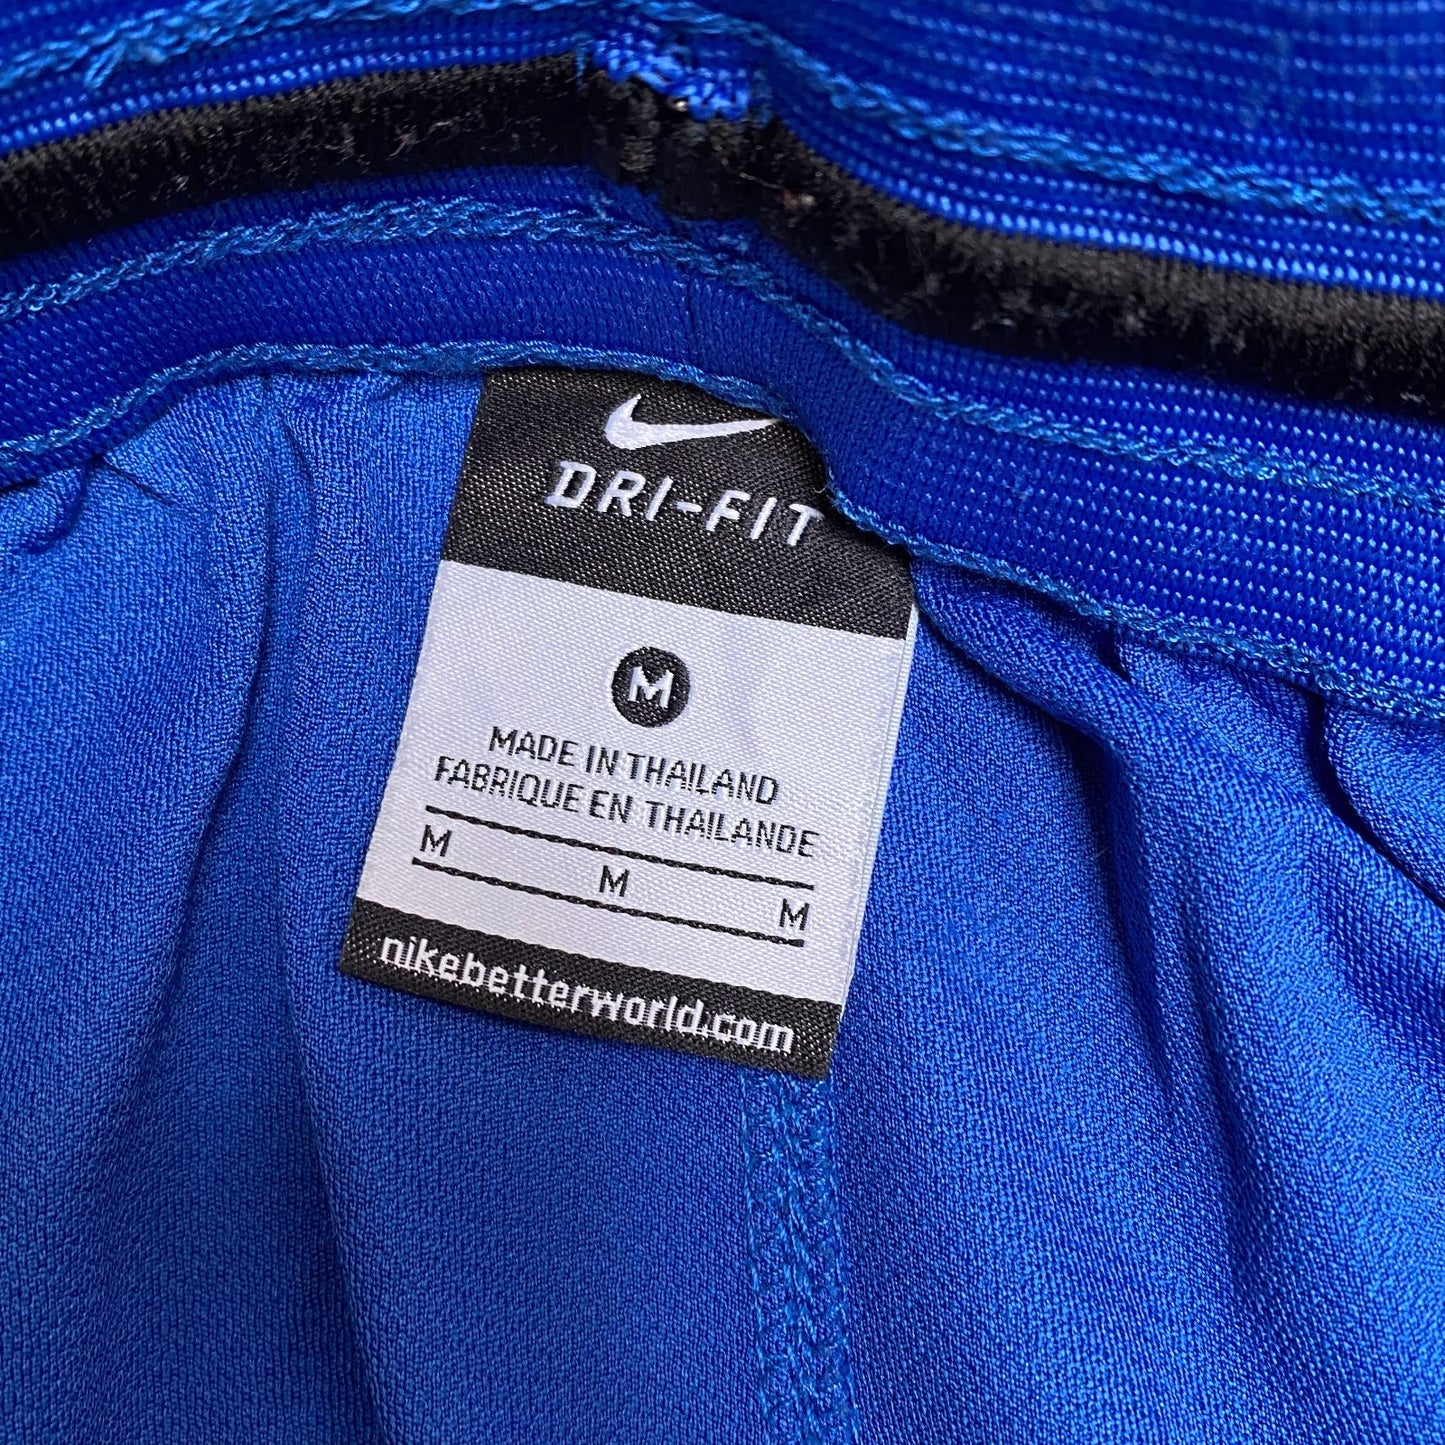 DRI-FIT
M
MADE IN THAILAND
FABRIQUE EN THAILANDE
M M M
nikebetterworld.com